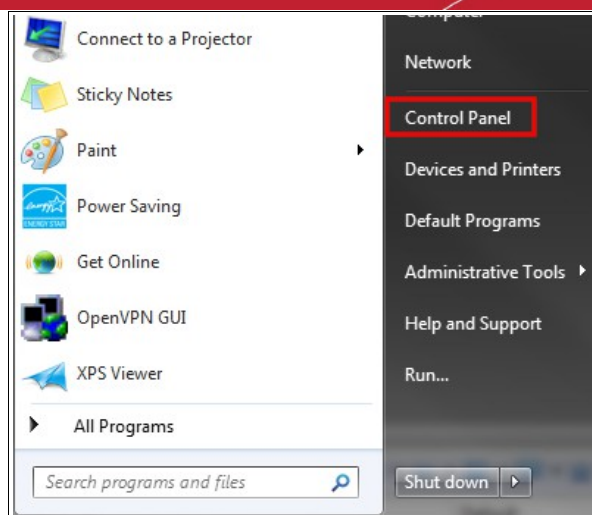 Connect to a Projector
Sticky Notes
Paint
Power Saving
Get Online
OpenVPN GUI
XPS Viewer
All Programs
Search programs and files
Computer
Network
Control Panel
Devices and Printers
Default Programs
Administrative Tools
Help and Support
Run...
Shut down